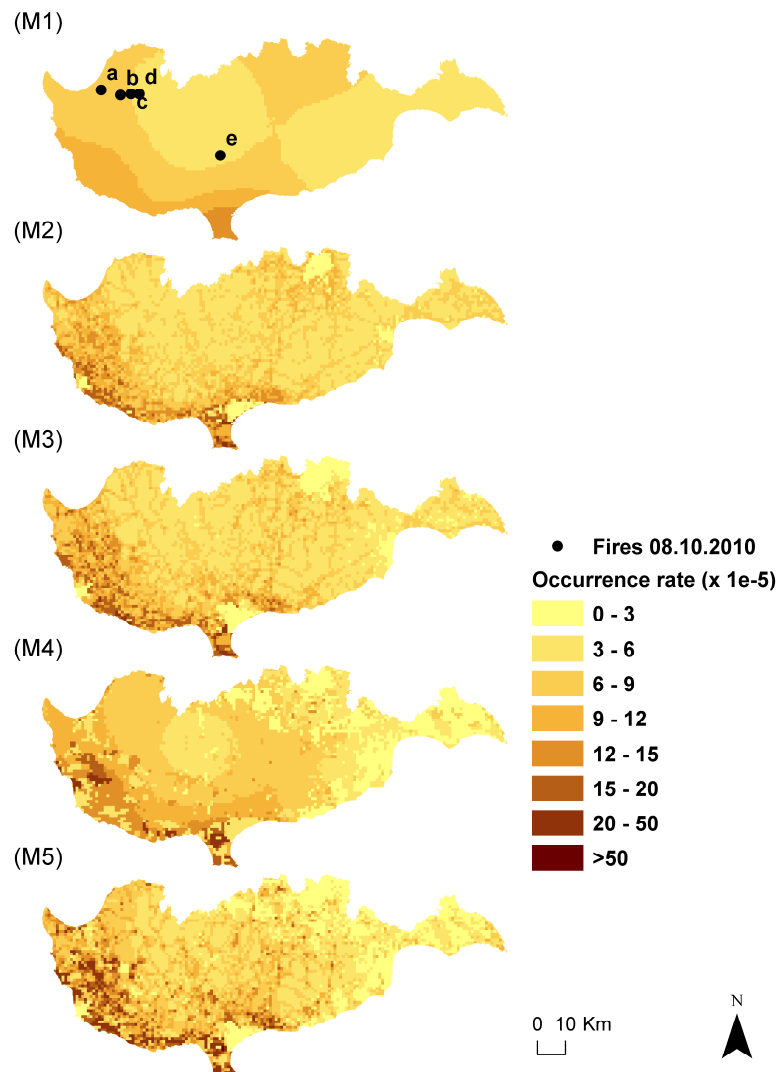 (M1)
a b d
c
e
(M2)
(M3)
(M4)
(M5)
Fires 08.10.2010
Occurrence rate (x 1e-5)
0 - 3
3 - 6
6 - 9
9 - 12
12 - 15
15 - 20
20 - 50
>50
0 10 Km
N